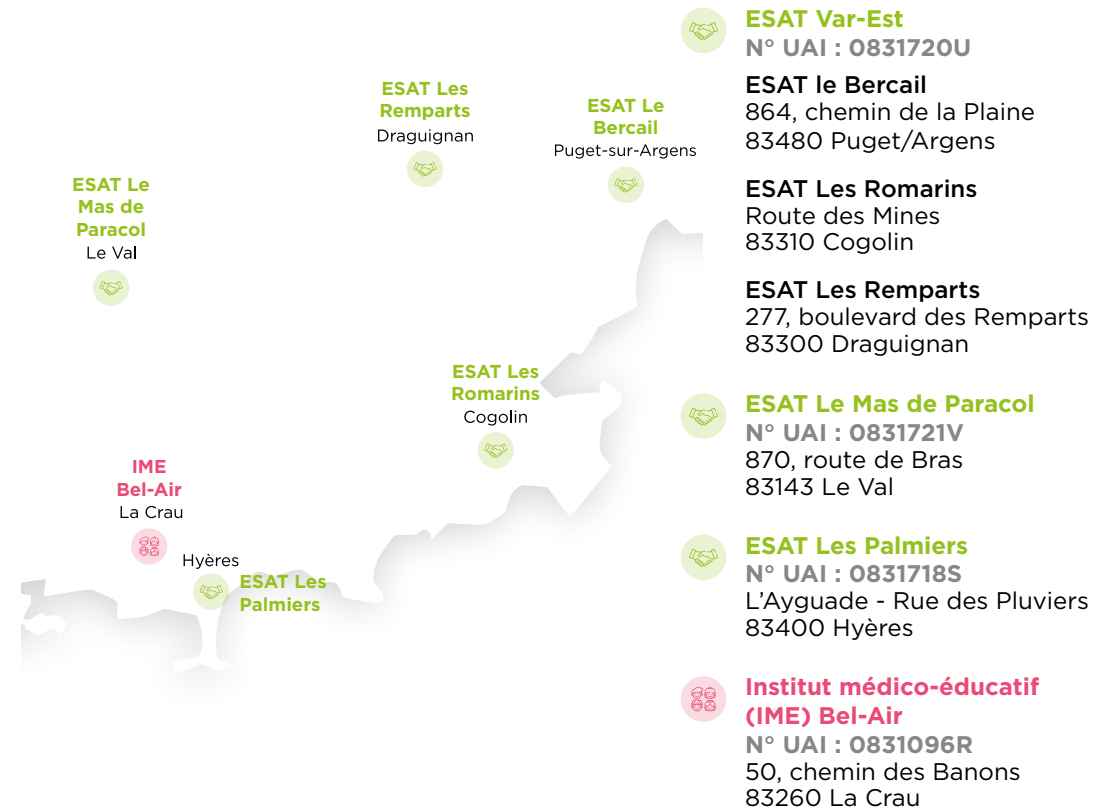 ESAT Les
Remparts
Draguignan
ESAT Le
Bercail
Puget-sur-Argens
ESAT Le
Mas de
Paracol
Le Val
ESAT Les
Romarins
Cogolin
IME
Bel-Air
La Crau
Hyères
ESAT Les
Palmiers
ESAT Var-Est
N° UAI : 0831720U
ESAT le Bercail
864, chemin de la Plaine
83480 Puget/Argens
ESAT Les Romarins
Route des Mines
83310 Cogolin
ESAT Les Remparts
277, boulevard des Remparts
83300 Draguignan
ESAT Le Mas de Paracol
N° UAI : 0831721V
870, route de Bras
83143 Le Val
ESAT Les Palmiers
N° UAI : 0831718S
L'Ayguade - Rue des Pluviers
83400 Hyères
Institut médico-éducatif
(IME) Bel-Air
N° UAI : 0831096R
50, chemin des Banons
83260 La Crau